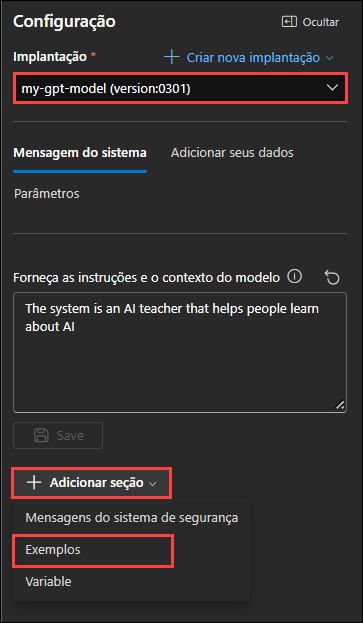 Configuração
Ocultar
Implantação *
Criar nova implantação
my-gpt-model (version:0301)
Mensagem do sistema
Adicionar seus dados
Parâmetros
Forneça as instruções e o contexto do modelo
The system is an AI teacher that helps people learn
about AI
Save
Adicionar seção
Mensagens do sistema de segurança
Exemplos
Variable